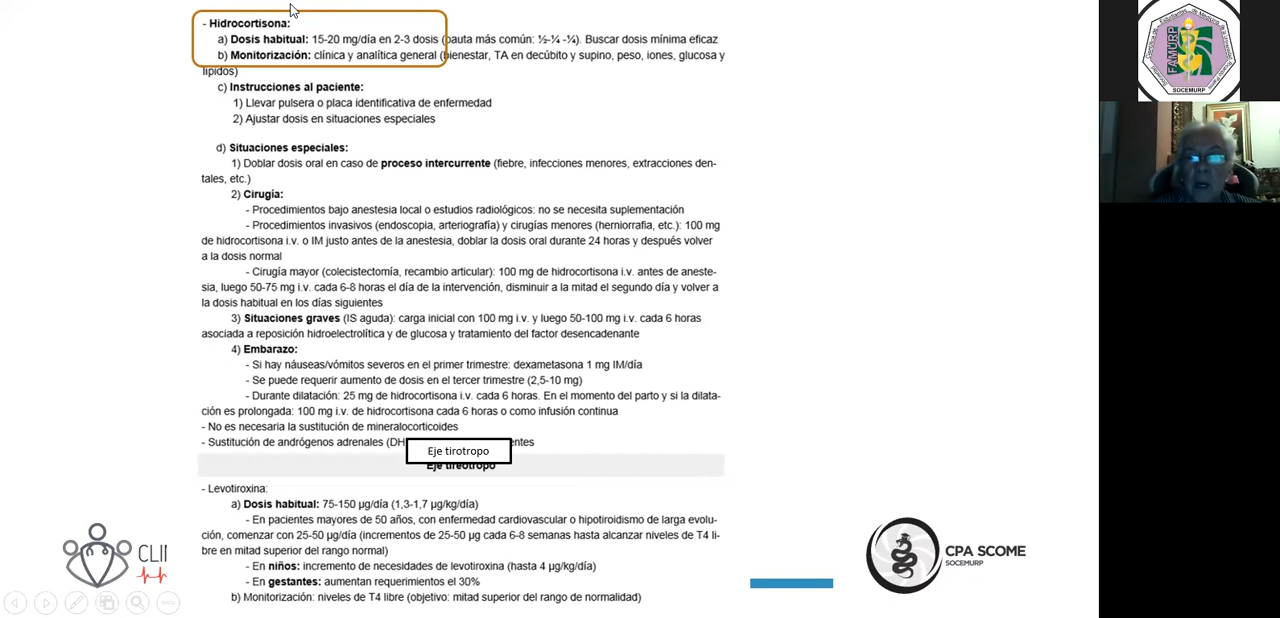 - Hidrocortisona:
a) Dosis habitual: 15-20 mg/día en 2-3 dosis (pauta más común: ½-¼ -¼). Buscar dosis mínima eficaz
b) Monitorización: clínica y analítica general (bienestar, TA en decúbito y supino, peso, iones, glucosa y
lípidos)
c) Instrucciones al paciente:
1) Llevar pulsera o placa identificativa de enfermedad
2) Ajustar dosis en situaciones especiales
d) Situaciones especiales:
1) Doblar dosis oral en caso de proceso intercurrente (fiebre, infecciones menores, extracciones den-
tales, etc.)
2) Cirugía:
- Procedimientos bajo anestesia local o estudios radiológicos: no se necesita suplementación
- Procedimientos invasivos (endoscopia, arteriografía) y cirugías menores (herniorrafia, etc.): 100 mg
de hidrocortisona i.v. o IM justo antes de la anestesia, doblar la dosis oral durante 24 horas y después volver
a la dosis normal
- Cirugía mayor (colecistectomía, recambio articular): 100 mg de hidrocortisona i.v. antes de aneste-
sia, luego 50-75 mg i.v. cada 6-8 horas el día de la intervención, disminuir a la mitad el segundo día y volver a
la dosis habitual en los días siguientes
3) Situaciones graves (IS aguda): carga inicial con 100 mg i.v. y luego 50-100 mg i.v. cada 6 horas
asociada a reposición hidroelectrolítica y de glucosa y tratamiento del factor desencadenante
4) Embarazo:
- Si hay náuseas/vómitos severos en el primer trimestre: dexametasona 1 mg IM/día
- Se puede requerir aumento de dosis en el tercer trimestre (2,5-10 mg)
- Durante dilatación: 25 mg de hidrocortisona i.v. cada 6 horas. En el momento del parto y si la dilata-
ción es prolongada: 100 mg i.v. de hidrocortisona cada 6 horas o como infusión continua
- No es necesaria la sustitución de mineralocorticoides
- Sustitución de andrógenos adrenales (DH
Eje tirotropo
Eje tireotropo
- Levotiroxina:
a) Dosis habitual: 75-150 µg/día (1,3-1,7 µg/kg/día)
- En pacientes mayores de 50 años, con enfermedad cardiovascular o hipotiroidismo de larga evolu-
ción, comenzar con 25-50 µg/día (incrementos de 25-50 µg cada 6-8 semanas hasta alcanzar niveles de T4 li-
bre en mitad superior del rango normal)
- En niños: incremento de necesidades de levotiroxina (hasta 4 µg/kg/día)
- En gestantes: aumentan requerimientos el 30%
b) Monitorización: niveles de T4 libre (objetivo: mitad superior del rango de normalidad)
CPA SCOME
SOCEMURP
FAMURP
SOCEMURP